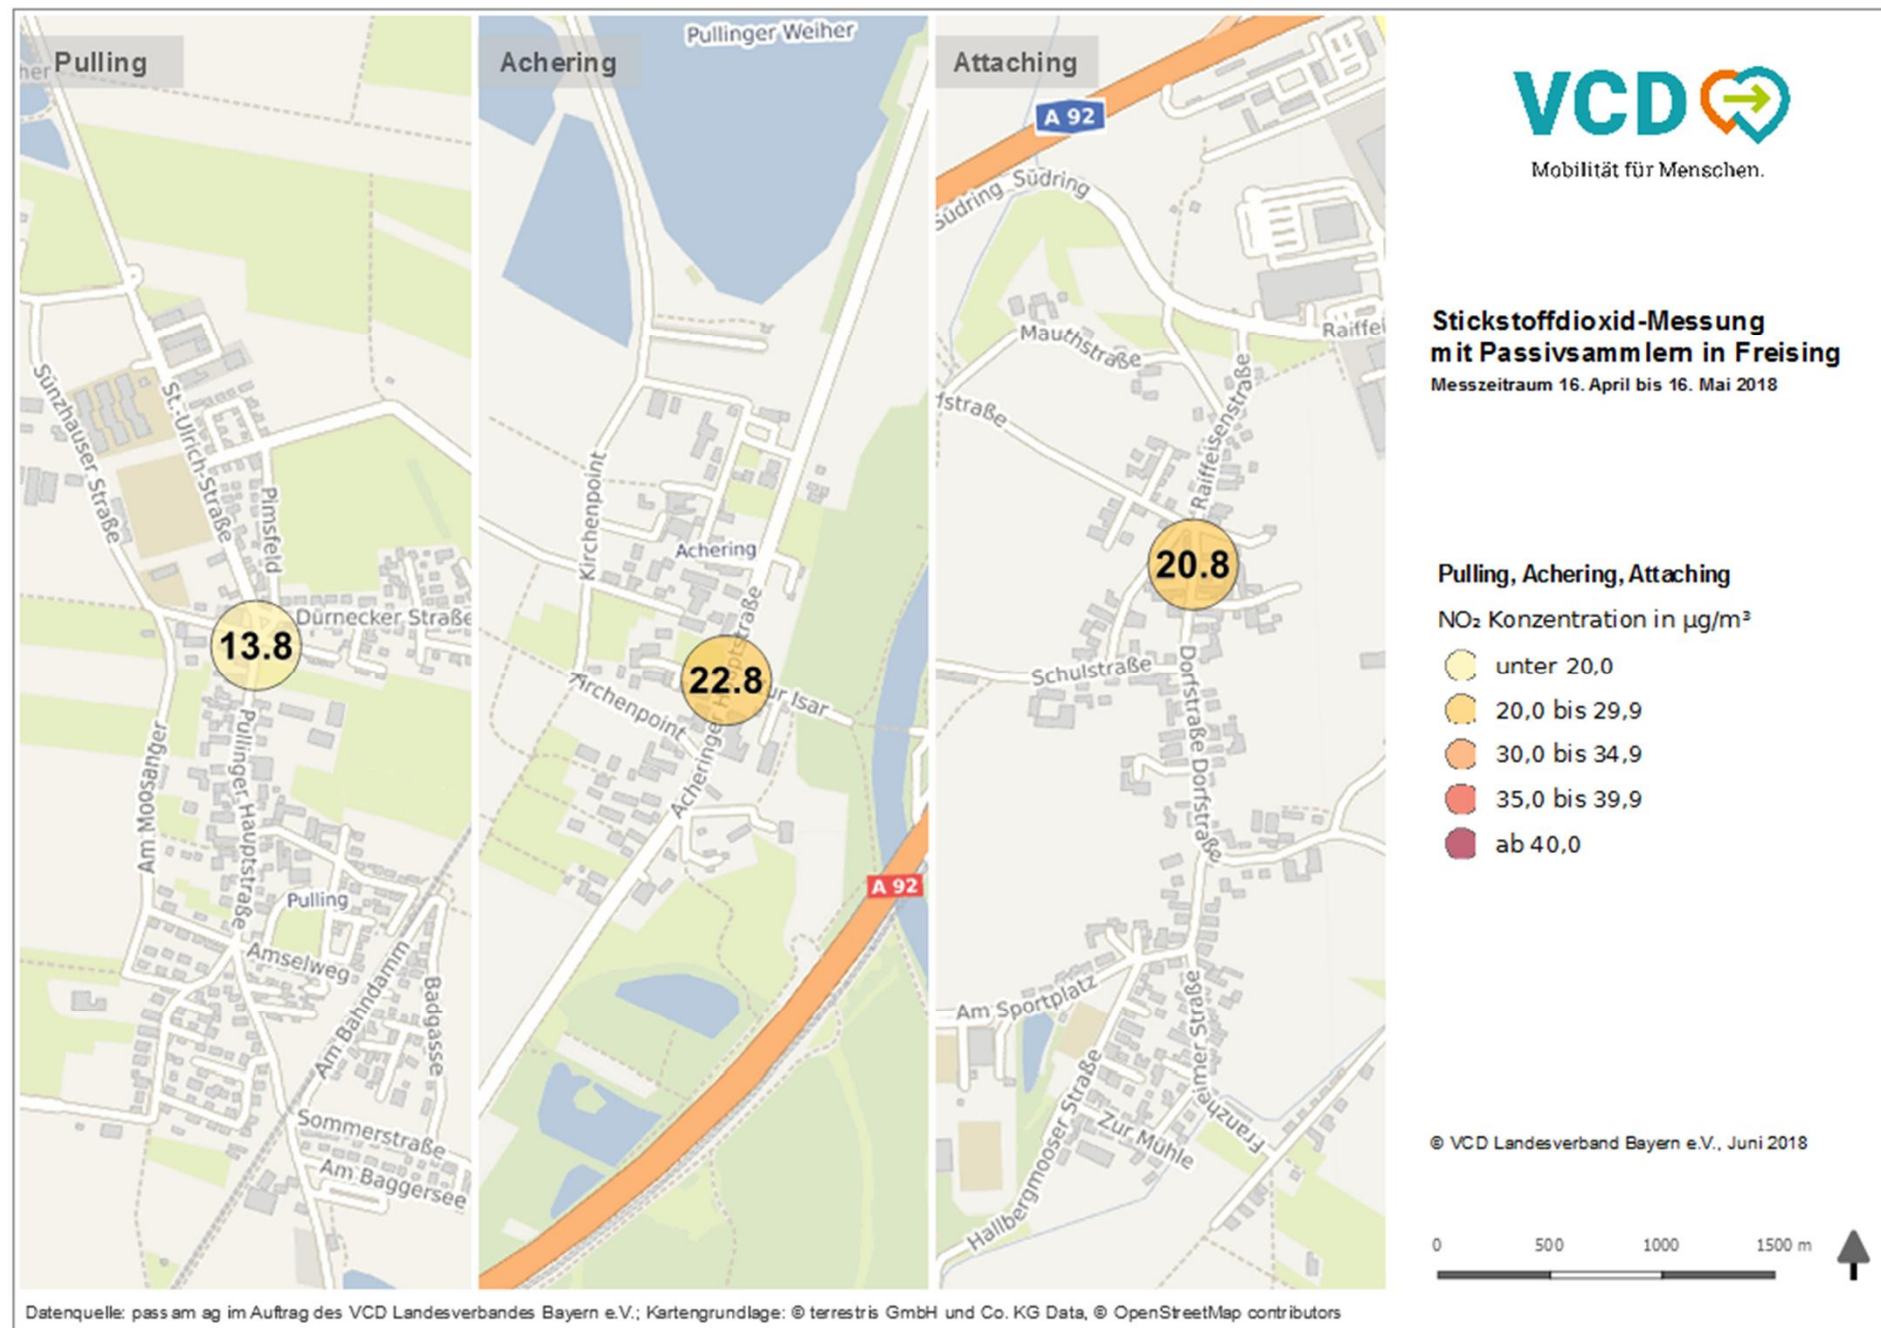 Pulling
her
St.-Ulrich-Straße
Sünzhauser Straße
Pimsfeld
Dürnecker Straße
13.8
Am Moosanger
Pullinger Hauptstraße
Pulling
Amselweg
Am Bahndamm
Badgasse
Sommerstraße
Am Baggersee
Achering
Pullinger Weiher
Kirchenpoint
Achering
22.8
Acheringer Hauptstraße
ur Isar
Kirchenpoint
A 92
Attaching
A 92
Südring Südring
Raiffei
Mauthstraße
fstraße
Raiffeisenstraße
20.8
Schulstraße
Dorfstraße Dorfstraße
Am Sportplatz
heimer Straße
Franzheimer
Hallbergmooser Straße
Zur Mühle
VCD
Mobilität für Menschen.
Stickstoffdioxid-Messung
mit Passivsammlern in Freising
Messzeitraum 16. April bis 16. Mai 2018
Pulling, Achering, Attaching
NO₂ Konzentration in µg/m³
unter 20,0
20,0 bis 29,9
30,0 bis 34,9
35,0 bis 39,9
ab 40,0
© VCD Landesverband Bayern e.V., Juni 2018
0 500 1000 1500 m
Datenquelle: passam ag im Auftrag des VCD Landesverbandes Bayern e.V.; Kartengrundlage: © terrestris GmbH und Co. KG Data, © OpenStreetMap contributors